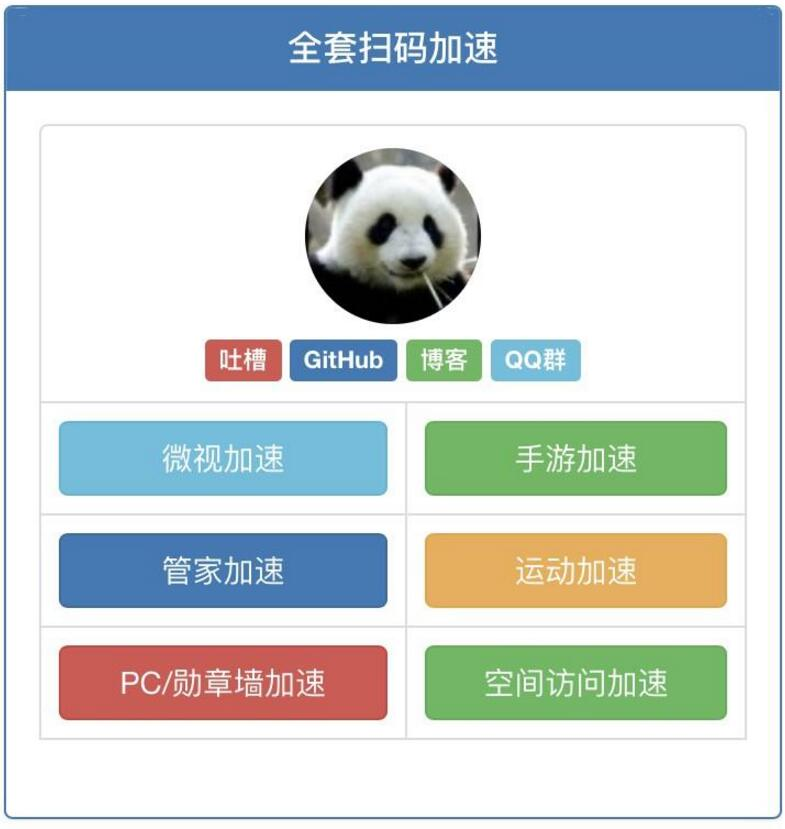 全套扫码加速
吐槽 GitHub 博客 QQ群
微视加速 手游加速
管家加速 运动加速
PC/勋章墙加速 空间访问加速